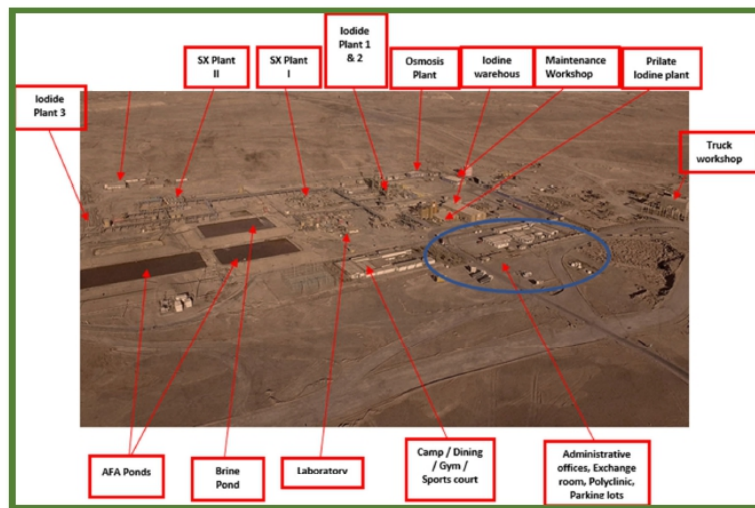 Iodide
Plant 1
& 2
SX Plant
II
SX Plant
I
Osmosis
Plant
Iodine
warehous
Maintenance
Workshop
Prilate
Iodine plant
Iodide
Plant 3
Truck
workshop
AFA Ponds
Brine
Pond
Laboratory
Camp / Dining
/ Gym /
Sports court
Administrative
offices, Exchange
room, Polyclinic,
Parking lots